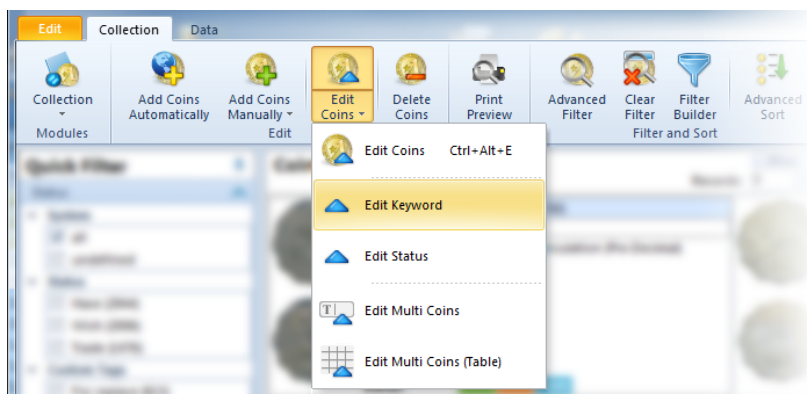 Edit Collection Data
Collection Add Coins Add Coins Edit Delete Print Advanced Clear Filter Advanced
Automatically Manually Coins Coins Preview Filter Filter Builder Sort
Modules Edit Filter and Sort
Edit Coins Ctrl+Alt+E
Quick Filter
Edit Keyword
Edit Status
Edit Multi Coins
Edit Multi Coins (Table)